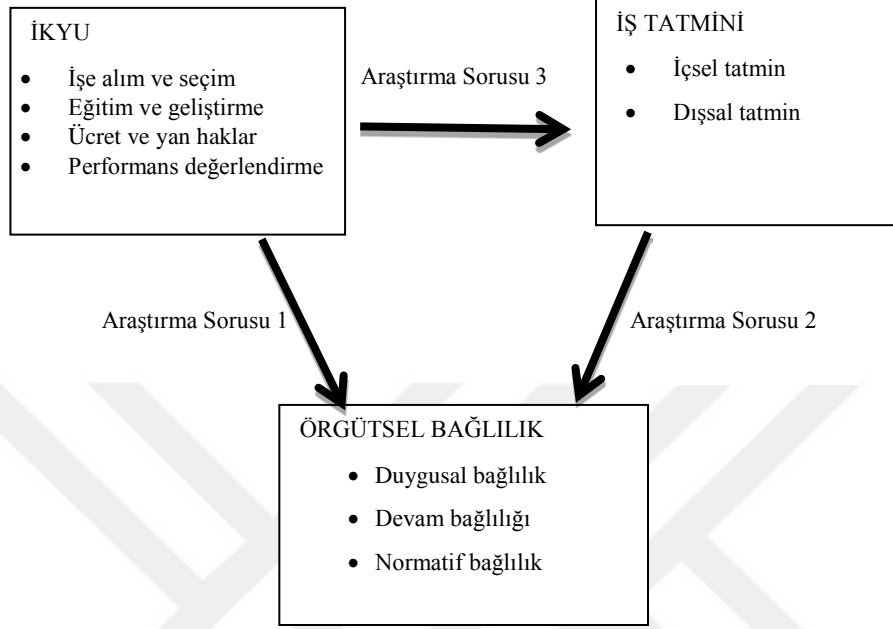 İKYU
• İşe alım ve seçim
• Eğitim ve geliştirme
• Ücret ve yan haklar
• Performans değerlendirme
Araştırma Sorusu 3
İŞ TATMİNİ
• İçsel tatmin
• Dışsal tatmin
Araştırma Sorusu 1
Araştırma Sorusu 2
ÖRGÜTSEL BAĞLILIK
• Duygusal bağlılık
• Devam bağlılığı
• Normatif bağlılık